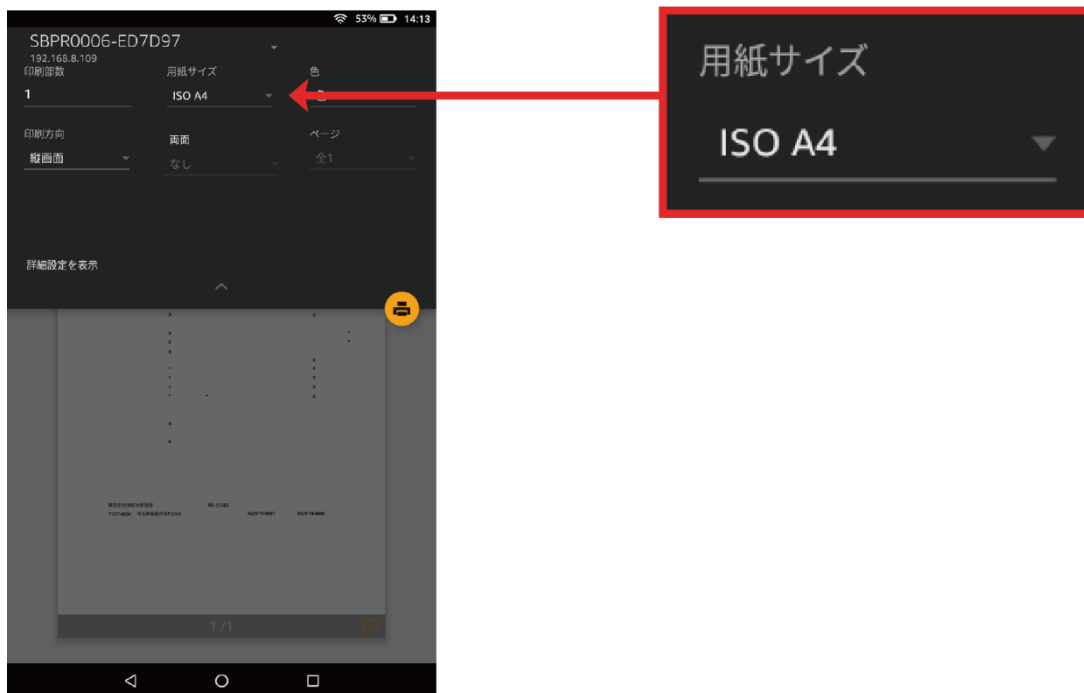 53% 14:13
SBPR0006-ED7D97
192.168.8.109
印刷部数 用紙サイズ 色
1 ISO A4
印刷方向 両面 ページ
縦画面 なし 全1
詳細設定を表示
1 / 1
用紙サイズ
ISO A4